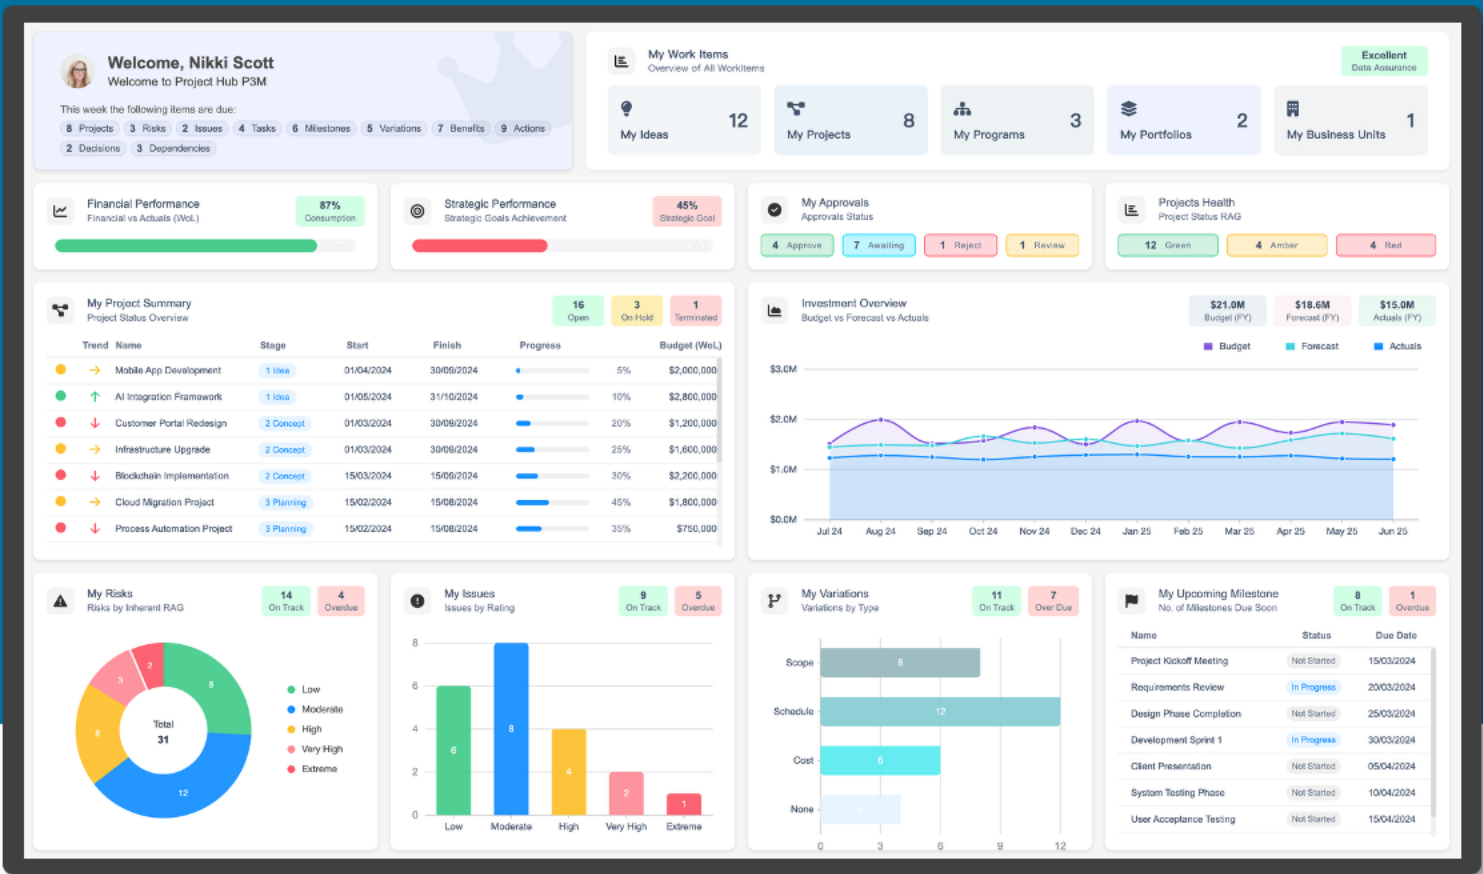 Welcome, Nikki Scott
Welcome to Project Hub P3M
This week the following items are due:
8 Projects 3 Risks 2 Issues 4 Tasks 6 Milestones 5 Variations 7 Benefits 9 Actions
2 Decisions 3 Dependencies
My Work Items
Overview of All WorkItems
Excellent
Data Assurance
My Ideas 12
My Projects 8
My Programs 3
My Portfolios 2
My Business Units 1
Financial Performance
Financial vs Actuals (WoL)
87%
Consumption
Strategic Performance
Strategic Goals Achievement
45%
Strategic Goal
My Approvals
Approvals Status
4 Approve 7 Awaiting 1 Reject 1 Review
Projects Health
Project Status RAG
12 Green 4 Amber 4 Red
My Project Summary
Project Status Overview
16 Open
3 On Hold
1 Terminated
Trend Name Stage Start Finish Progress Budget (WoL)
Mobile App Development 1 Idea 01/04/2024 30/09/2024 5% $2,000,000
AI Integration Framework 1 Idea 01/05/2024 31/10/2024 10% $2,800,000
Customer Portal Redesign 2 Concept 01/03/2024 30/09/2024 20% $1,200,000
Infrastructure Upgrade 2 Concept 01/03/2024 30/09/2024 25% $1,600,000
Blockchain Implementation 2 Concept 15/03/2024 15/09/2024 30% $2,200,000
Cloud Migration Project 3 Planning 15/02/2024 15/08/2024 45% $1,800,000
Process Automation Project 3 Planning 15/02/2024 15/08/2024 35% $750,000
Investment Overview
Budget vs Forecast vs Actuals
$21.0M
Budget (FY)
$18.6M
Forecast (FY)
$15.0M
Actuals (FY)
Budget Forecast Actuals
$3.0M
$2.0M
$1.0M
$0.0M
Jul 24 Aug 24 Sep 24 Oct 24 Nov 24 Dec 24 Jan 25 Feb 25 Mar 25 Apr 25 May 25 Jun 25
My Risks
Risks by Inherent RAG
14 On Track
4 Overdue
2
3
8
6
12
Total
31
Low
Moderate
High
Very High
Extreme
My Issues
Issues by Rating
9 On Track
5 Overdue
8
6
4
2
0
6
8
4
2
1
Low Moderate High Very High Extreme
My Variations
Variations by Type
11 On Track
7 Over Due
Scope 8
Schedule 12
Cost 6
None 4
0 3 6 9 12
My Upcoming Milestone
No. of Milestones Due Soon
8 On Track
1 Overdue
Name Status Due Date
Project Kickoff Meeting Not Started 15/03/2024
Requirements Review In Progress 20/03/2024
Design Phase Completion Not Started 25/03/2024
Development Sprint 1 In Progress 30/03/2024
Client Presentation Not Started 05/04/2024
System Testing Phase Not Started 10/04/2024
User Acceptance Testing Not Started 15/04/2024